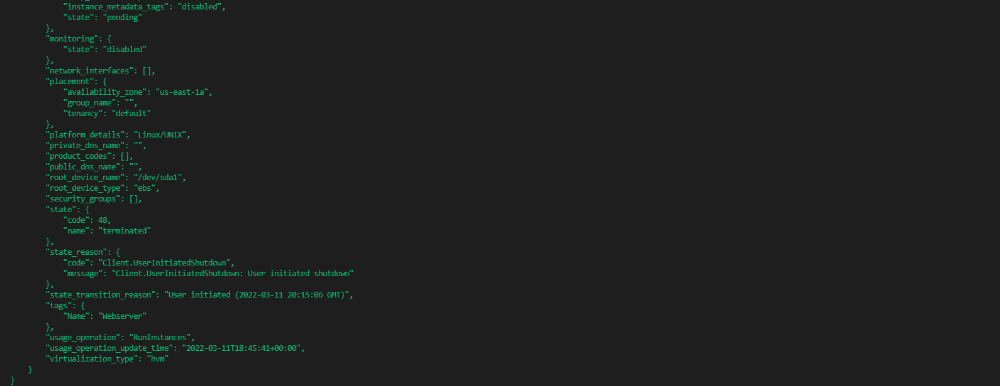 "instance_metadata_tags": "disabled",
"state": "pending"
},
"monitoring": {
"state": "disabled"
},
"network_interfaces": [],
"placement": {
"availability_zone": "us-east-1a",
"group_name": "",
"tenancy": "default"
},
"platform_details": "Linux/UNIX",
"private_dns_name": "",
"product_codes": [],
"public_dns_name": "",
"root_device_name": "/dev/sda1",
"root_device_type": "ebs",
"security_groups": [],
"state": {
"code": 48,
"name": "terminated"
},
"state_reason": {
"code": "Client.UserInitiatedShutdown",
"message": "Client.UserInitiatedShutdown: User initiated shutdown"
},
"state_transition_reason": "User initiated (2022-03-11 20:15:06 GMT)",
"tags": {
"Name": "Webserver"
},
"usage_operation": "RunInstances",
"usage_operation_update_time": "2022-03-11T18:45:41+00:00",
"virtualization_type": "hvm"
}
}